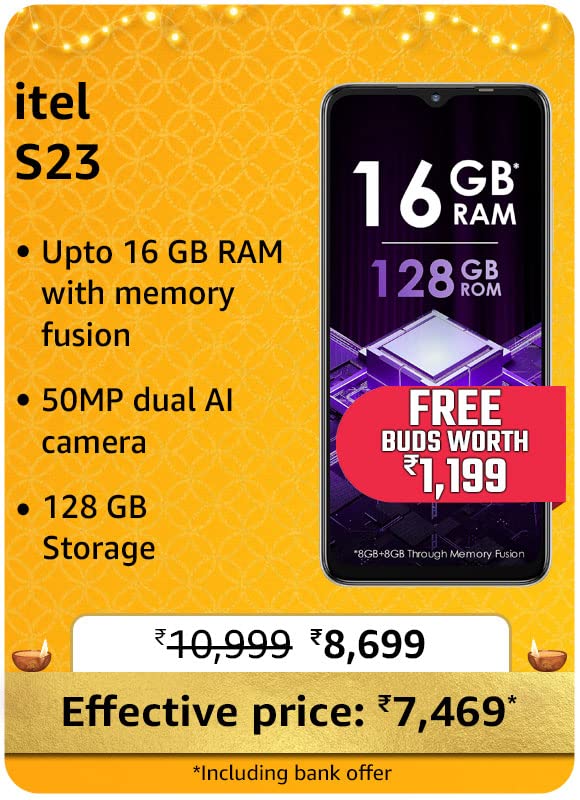 itel
S23
• Upto 16 GB RAM
with memory
fusion
• 50MP dual AI
camera
• 128 GB
Storage
16 GB*
RAM
128 GB
ROM
FREE
BUDS WORTH
₹1,199
*8GB+8GB Through Memory Fusion
₹10,999 ₹8,699
Effective price: ₹7,469*
*Including bank offer